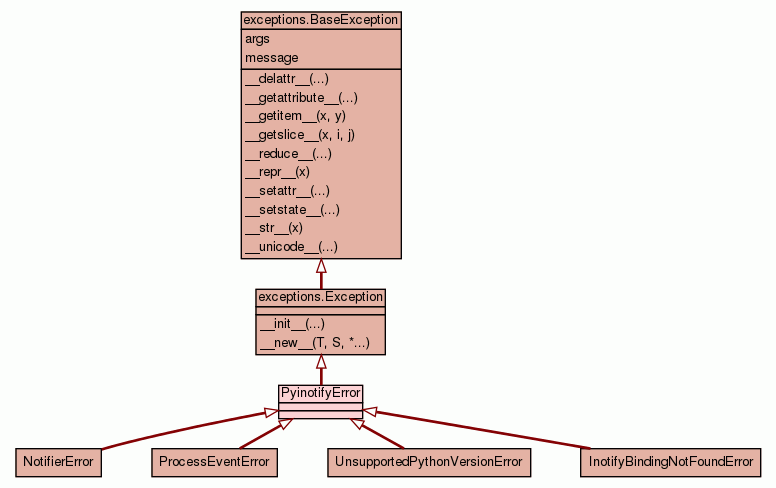 exceptions.BaseException
args
message
__delattr__(...)
__getattribute__(...)
__getitem__(x, y)
__getslice__(x, i, j)
__reduce__(...)
__repr__(x)
__setattr__(...)
__setstate__(...)
__str__(x)
__unicode__(...)
exceptions.Exception
__init__(...)
__new__(T, S, *...)
PyinotifyError
NotifierError
ProcessEventError
UnsupportedPythonVersionError
InotifyBindingNotFoundError